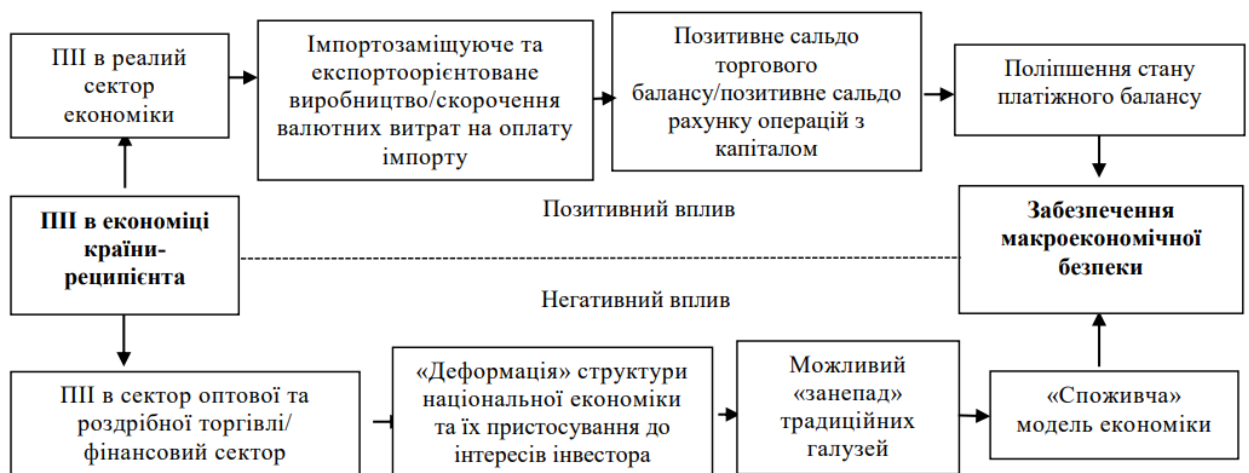 ПІІ в реалий
сектор
економіки
Імпортозаміщуюче та
експортоорієнтоване
виробництво/скорочення
валютних витрат на оплату
імпорту
Позитивне сальдо
торгового
балансу/позитивне сальдо
рахунку операцій з
капіталом
Поліпшення стану
платіжного балансу
ПІІ в економіці
країни-
реципієнта
Позитивний вплив
Негативний вплив
Забезпечення
макроекономічної
безпеки
ПІІ в сектор оптової та
роздрібної торгівлі/
фінансовий сектор
«Деформація» структури
національної економіки
та їх пристосування до
інтересів інвестора
Можливий
«занепад»
традиційних
галузей
«Споживча»
модель економіки